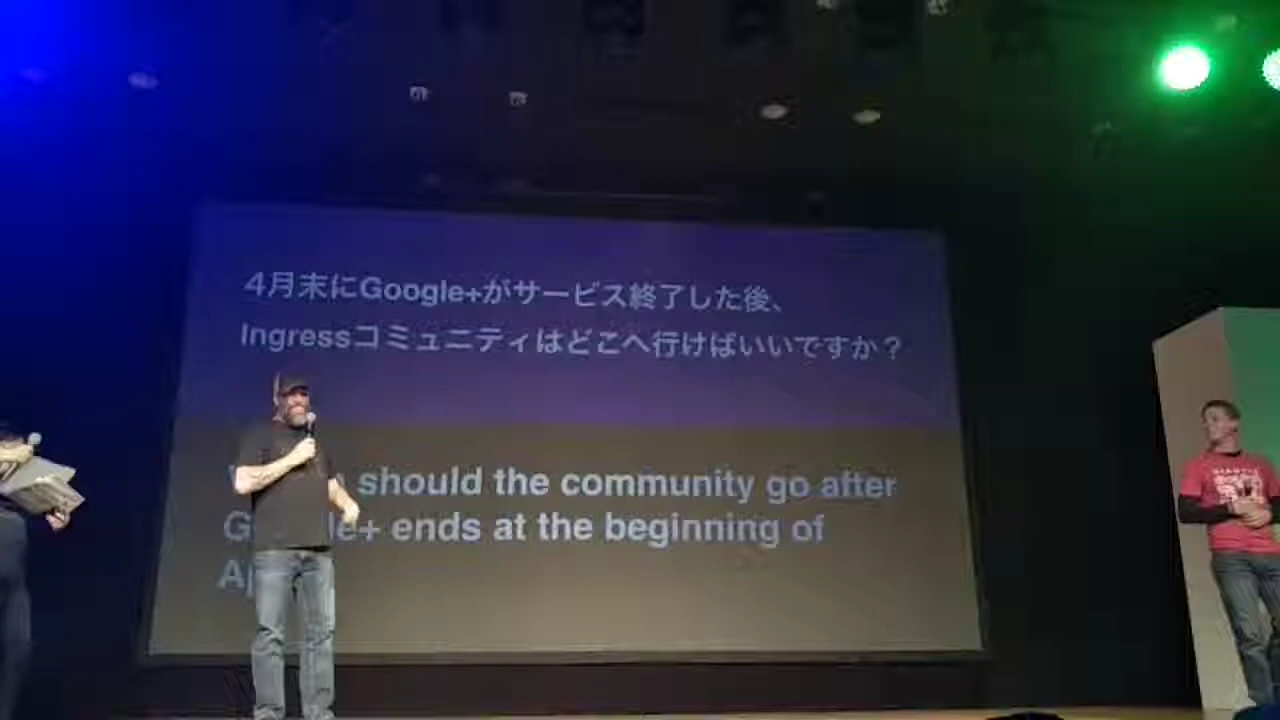 4月末にGoogle+がサービス終了した後、
Ingressコミュニティはどこへ行けばいいですか？
should the community go after
ends at the beginning of